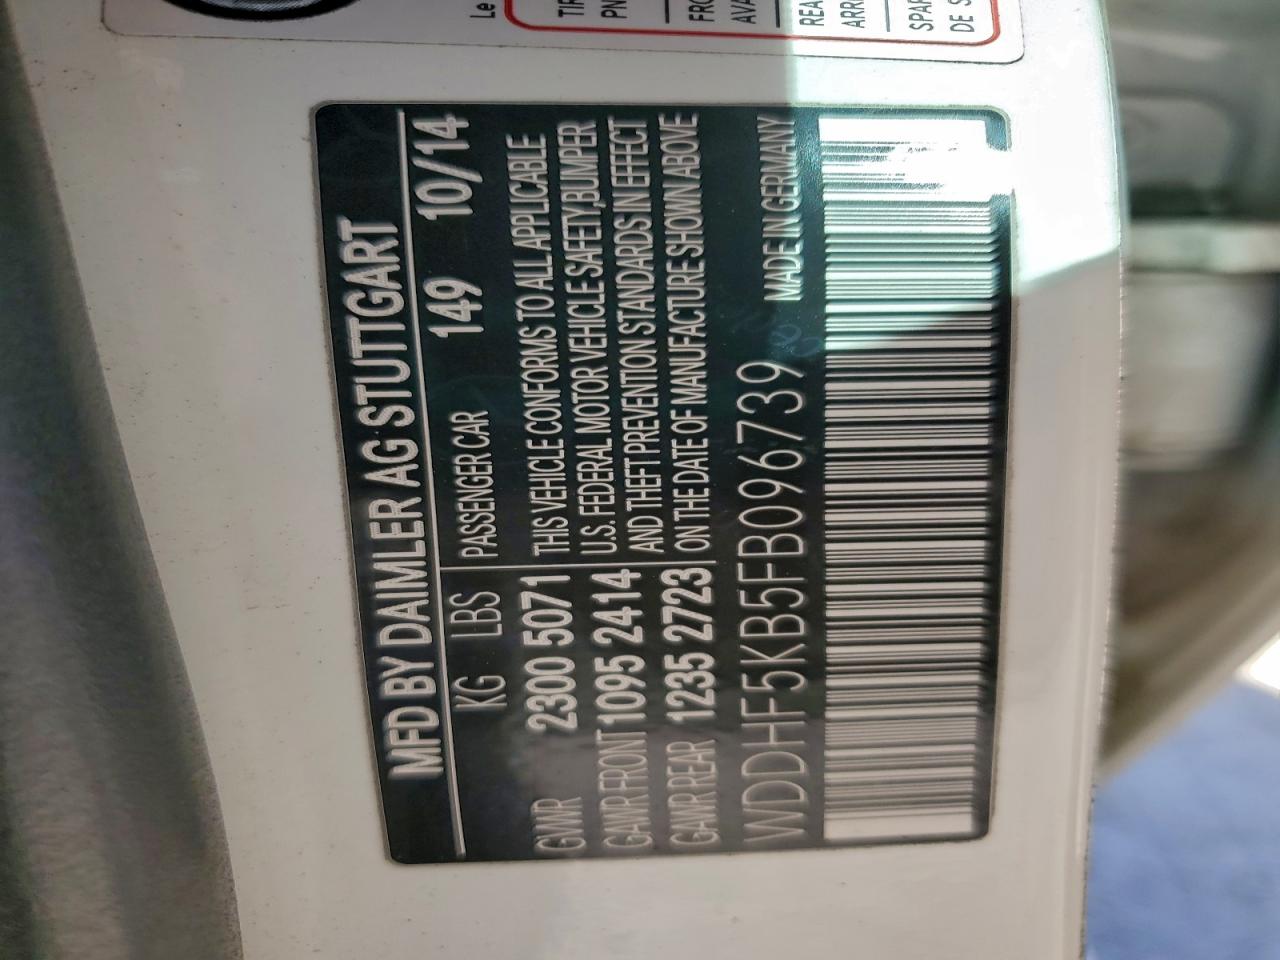 MFD BY DAIMLER AG STUTTGART
KG LBS PASSENGER CAR 149 10/14
GVWR 2300 5071 THIS VEHICLE CONFORMS TO ALL APPLICABLE
GAWR FRONT 1095 2414 U.S. FEDERAL MOTOR VEHICLE SAFETY,BUMPER
GAWR REAR 1235 2723 AND THEFT PREVENTION STANDARDS IN EFFECT
ON THE DATE OF MANUFACTURE SHOWN ABOVE
WDDHF5KB5FB096739 MADE IN GERMANY
Le